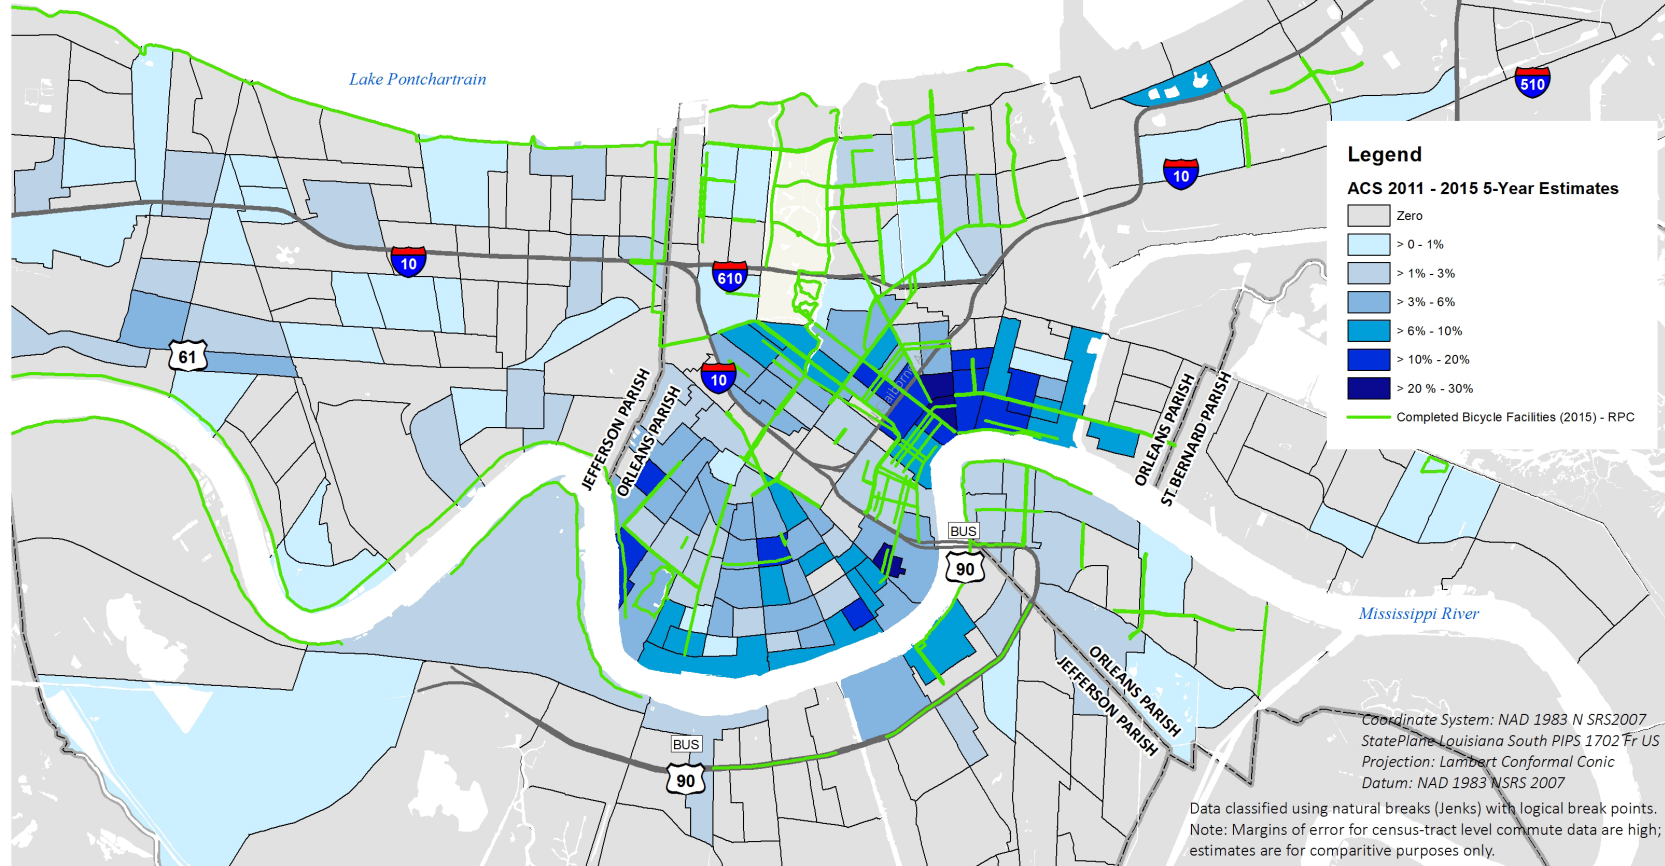 Lake Pontchartrain
510
10
Legend
ACS 2011 - 2015 5-Year Estimates
Zero
> 0 - 1%
> 1% - 3%
> 3% - 6%
> 6% - 10%
> 10% - 20%
> 20 % - 30%
Completed Bicycle Facilities (2015) - RPC
10
610
61
10
JEFFERSON PARISH
ORLEANS PARISH
ORLEANS PARISH
ST. BERNARD PARISH
BUS
90
Mississippi River
ORLEANS PARISH
JEFFERSON PARISH
BUS
90
Coordinate System: NAD 1983 N SRS2007
StatePlane Louisiana South PIPS 1702 Fr US
Projection: Lambert Conformal Conic
Datum: NAD 1983 NSRS 2007
Data classified using natural breaks (Jenks) with logical break points.
Note: Margins of error for census-tract level commute data are high;
estimates are for comparitive purposes only.